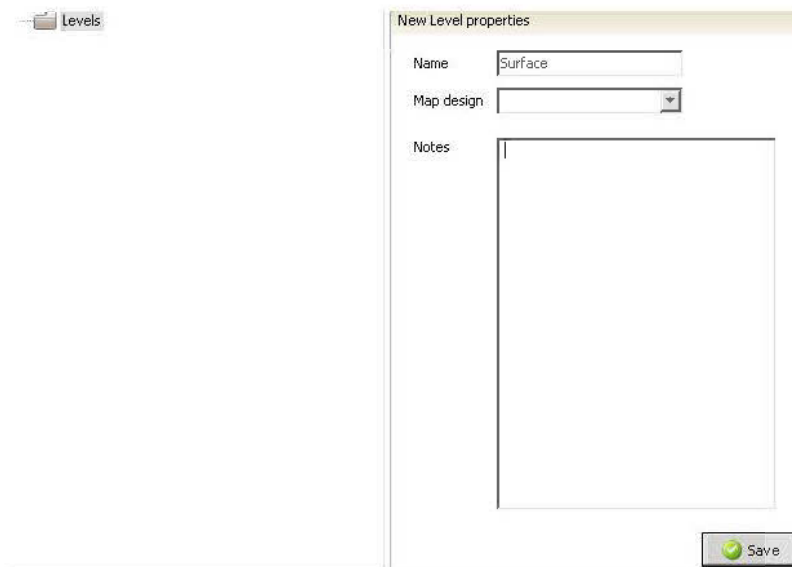 Levels
New Level properties
Name Surface
Map design
Notes
Save